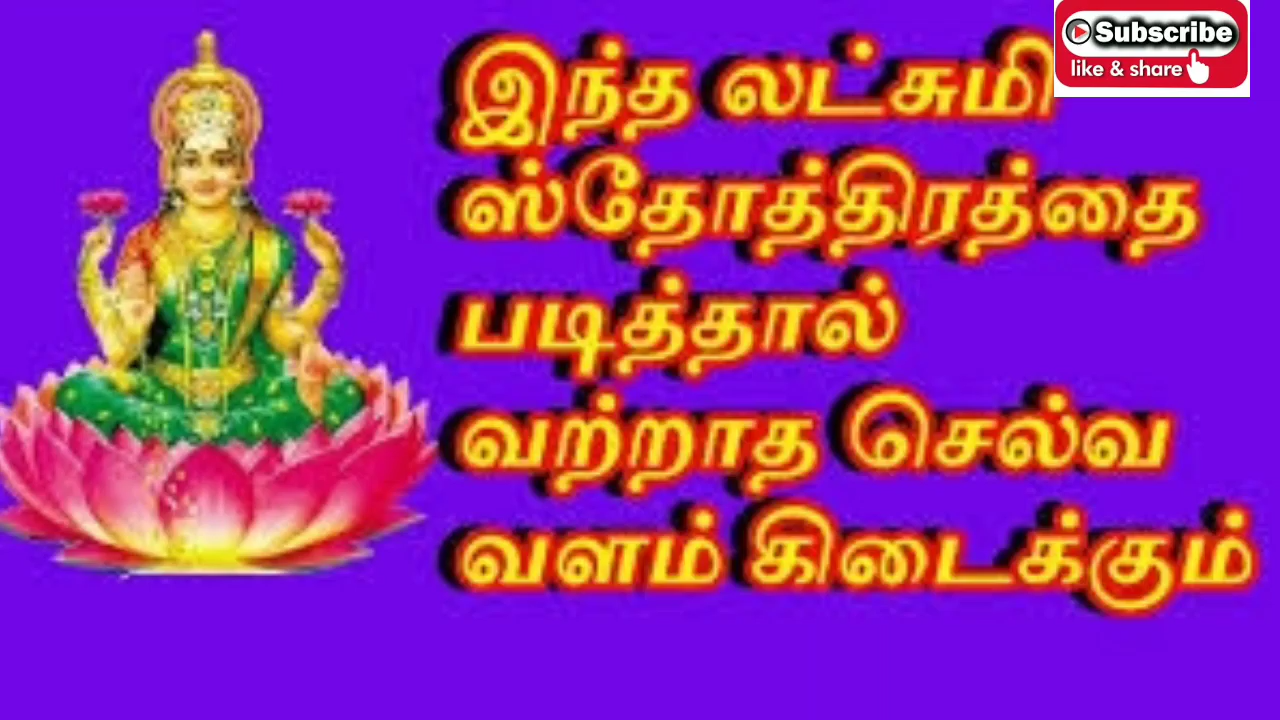 Subscribe
like & share
இந்த லட்சுமி
ஸ்தோத்திரத்தை
படித்தால்
வற்றாத செல்வ
வளம் கிடைக்கும்